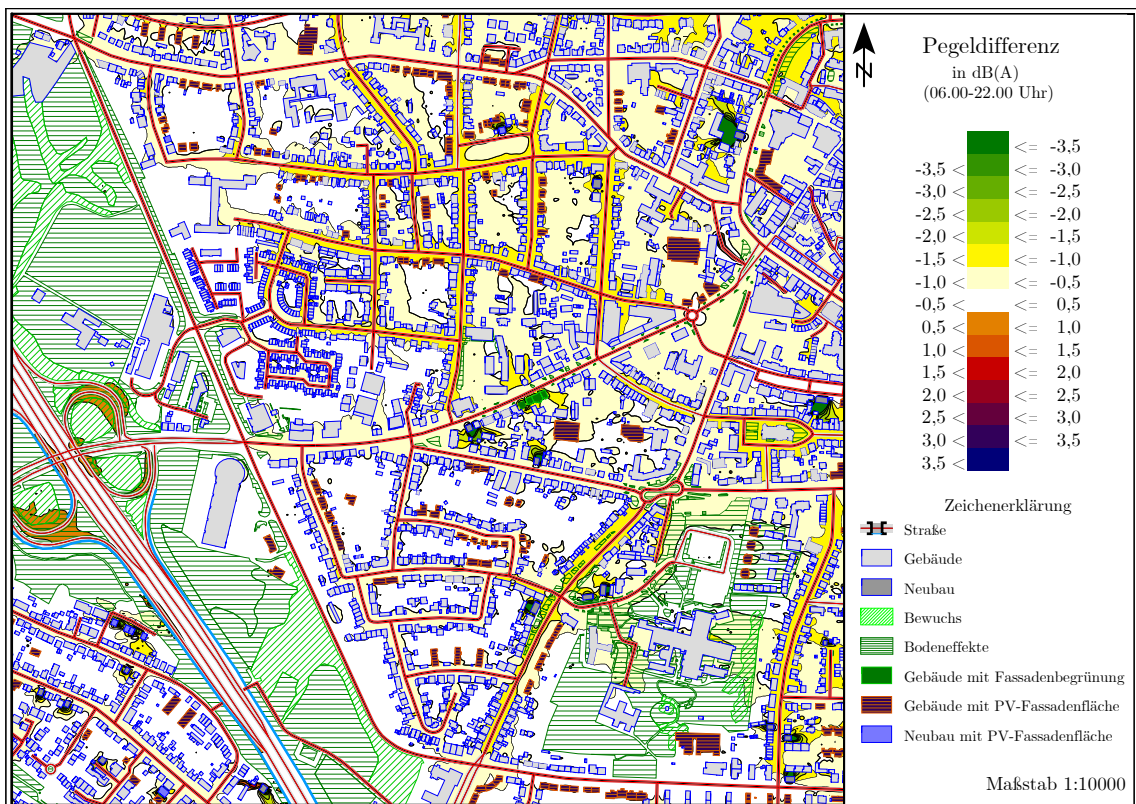 N
Pegeldifferenz
in dB(A)
(06.00-22.00 Uhr)
<= -3.5
-3.5 < <= -3.0
-3,0 < <= -2.5
-2.5 < <= -2.0
-2,0 < <= -1,5
-1.5 < <= -1.0
-1.0 < <= -0.5
-0.5 < <= 0,5
0.5 < <= 1.0
1.0 < <= 1.5
1,5 < <= 2,0
2.0 < <= 2.5
2.5 < <= 3,0
3,0 < <= 3,5
3.5 <
Zeichenerklärung
Straße
Gebäude
Neubau
Bewuchs
Bodeneffekte
Gebäude mit Fassadenbegrünung
Gebäude mit PV-Fassadenfläche
Neubau mit PV-Fassadenfläche
Maßstab 1:10000